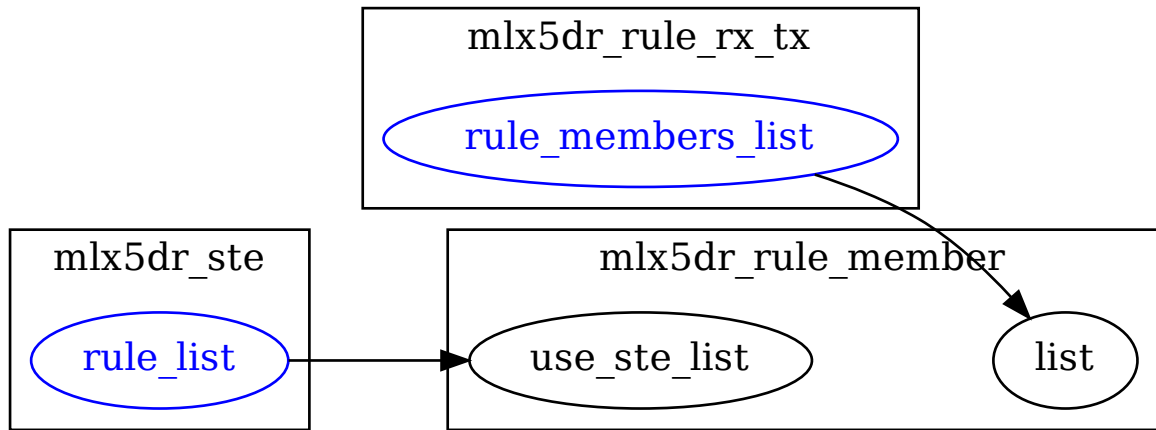 mlx5dr_rule_rx_tx
rule_members_list
mlx5dr_ste
mlx5dr_rule_member
rule_list
use_ste_list
list